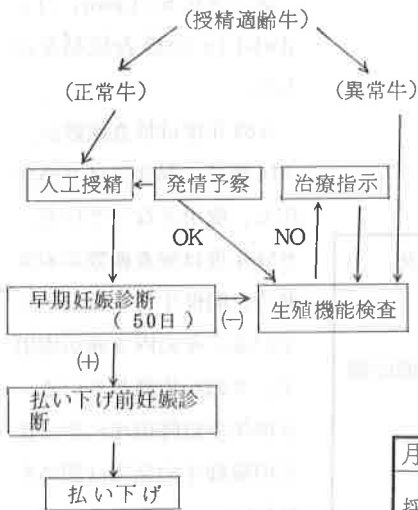 (授精適齢牛)
(正常牛)
(異常牛)
人工授精
発情予察
治療指示
OK
NO
早期妊娠診断
( 50日 )
(−)
生殖機能検査
(+)
払い下げ前妊娠診
断
払い下げ
月